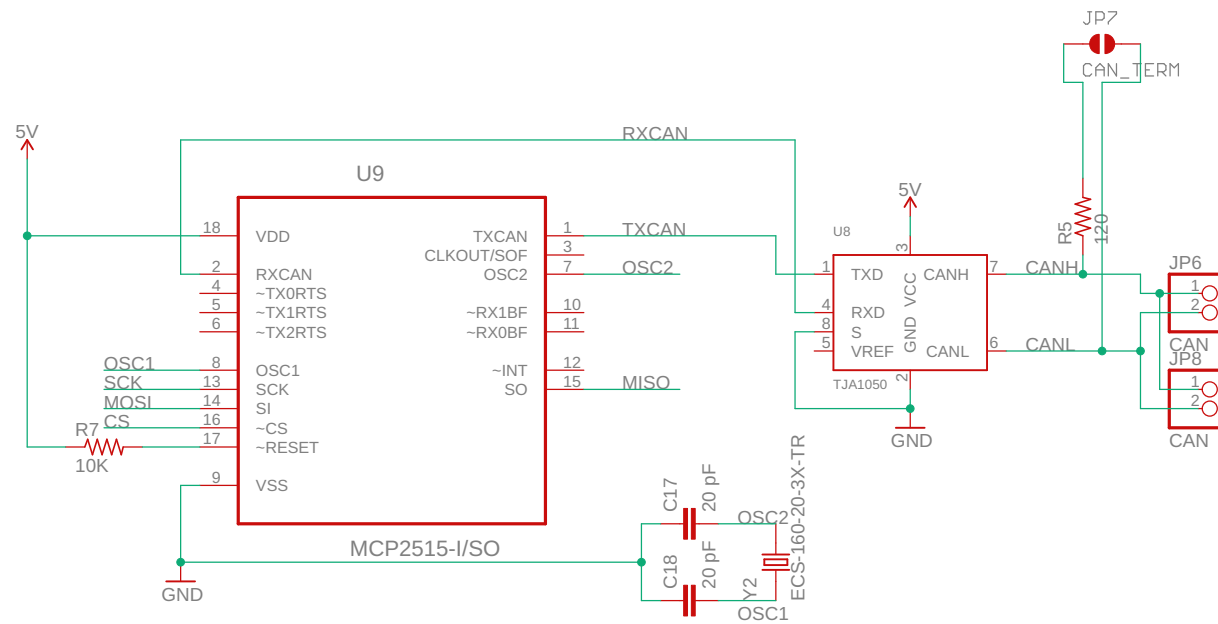 JP7
CAN_TERM
5V
RXCAN
U9
5V
R5
120
18
VDD
TXCAN
1
TXCAN
U8
3
CLKOUT/SOF
3
2
RXCAN
OSC2
7
OSC2
1
TXD
GND VCC
CANH
7
CANH
JP6
4
~TX0RTS
1
5
~TX1RTS
~RX1BF
10
4
RXD
2
6
~TX2RTS
~RX0BF
11
8
S
5
VREF
CANL
6
CANL
CAN
JP8
OSC1
8
OSC1
~INT
12
2
SCK
13
SCK
SO
15
MISO
TJA1050
1
MOSI
14
SI
2
CS
16
~CS
R7
17
~RESET
GND
CAN
10K
9
VSS
C17
20 pF
OSC2
MCP2515-I/SO
C18
20 pF
Y2
ECS-160-20-3X-TR
GND
OSC1